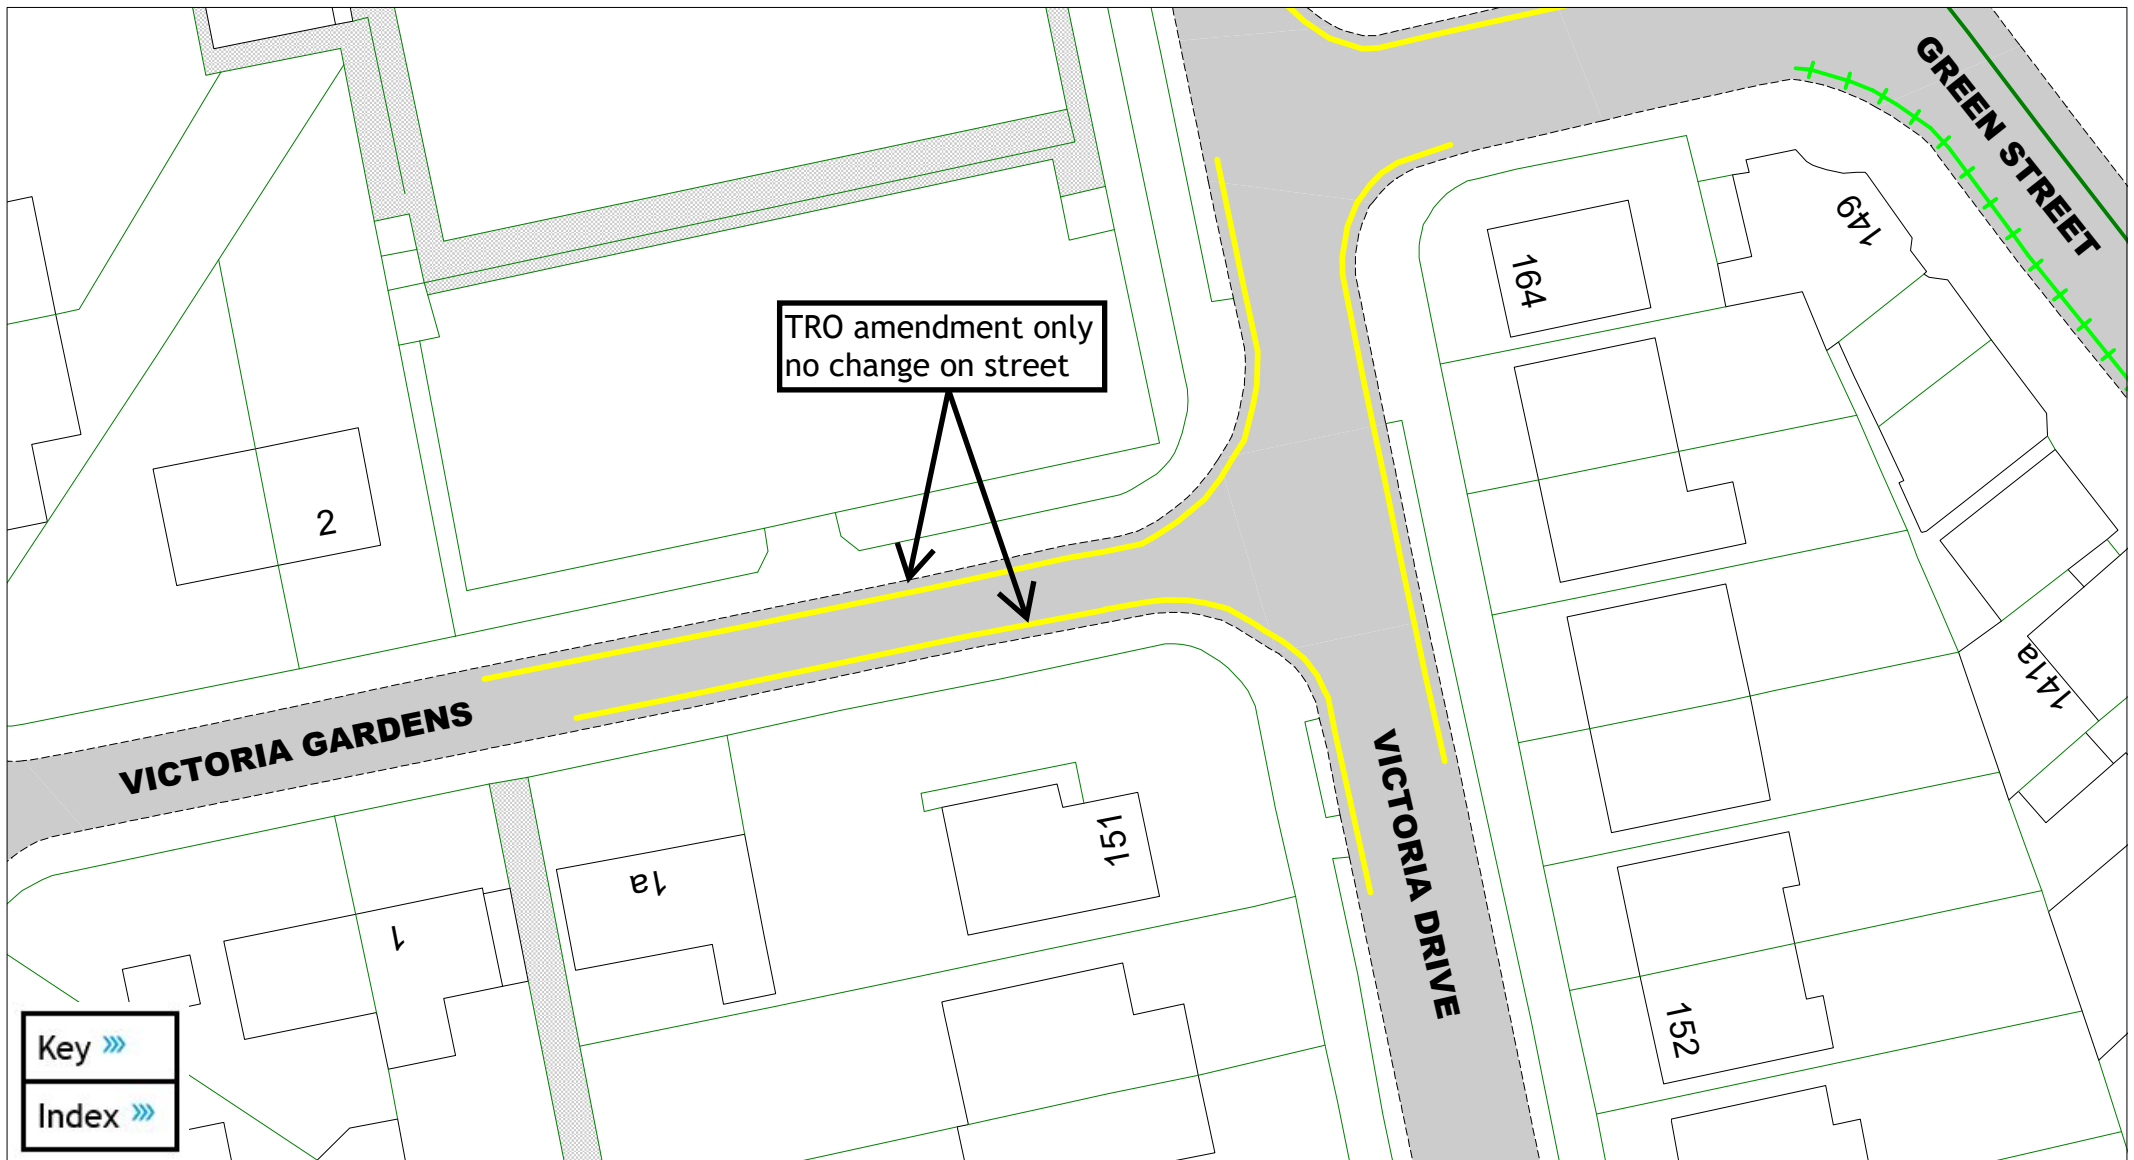 GREEN STREET
149
164
TRO amendment only
no change on street
2
VICTORIA GARDENS
141a
VICTORIA DRIVE
151
1a
1
152
Key »»
Index »»